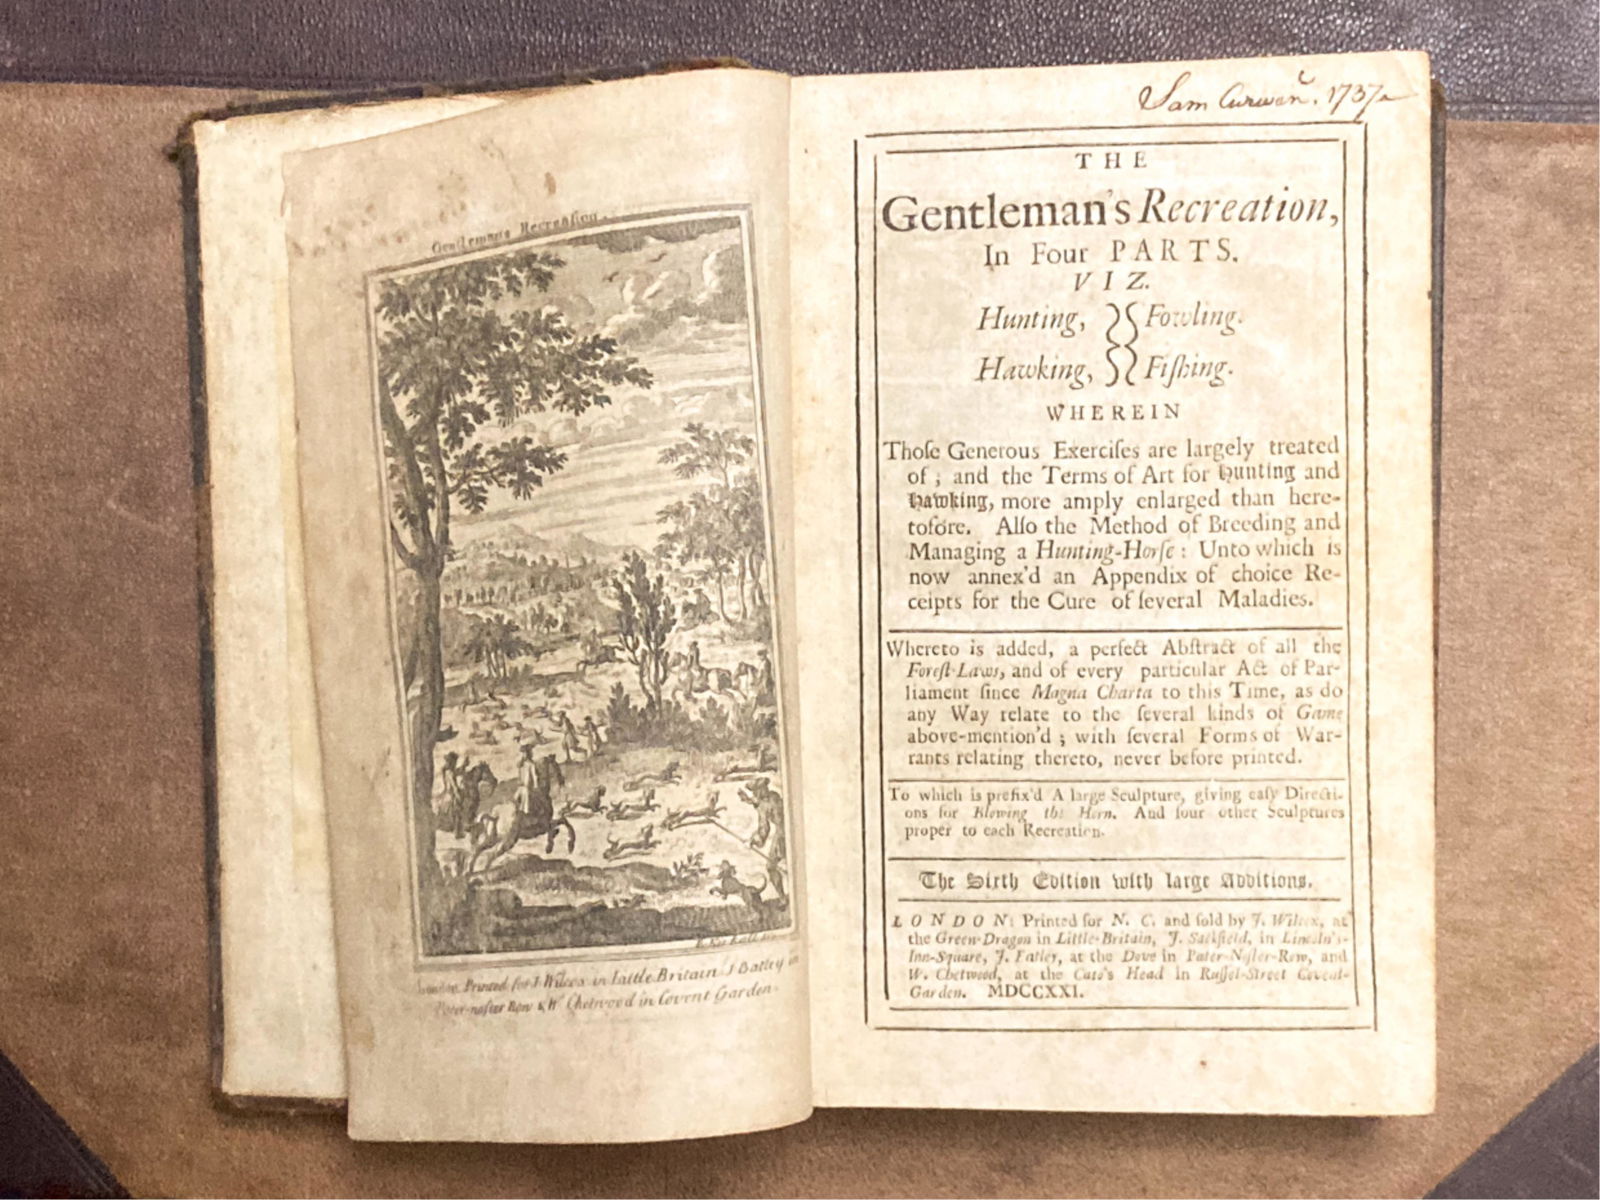 Gentlemans Recreation.
London Printed for J. Wilcox in Little Britain J Batley in
Pater-noster Row & W Chetwood in Covent Garden.
Sam Curwen. 1737
THE
Gentleman's Recreation,
In Four PARTS.
VIZ.
Hunting, Fowling.
Hawking, Fiſhing.
WHEREIN
Thoſe Generous Exerciſes are largely treated
of; and the Terms of Art for Hunting and
Hawking, more amply enlarged than here-
tofore. Alſo the Method of Breeding and
Managing a Hunting-Horſe: Unto which is
now annex'd an Appendix of choice Re-
ceipts for the Cure of ſeveral Maladies.
Whereto is added, a perfect Abſtract of all the
Foreſt-Laws, and of every particular Act of Par-
liament ſince Magna Charta to this Time, as do
any Way relate to the ſeveral kinds of Game
above-mention'd; with ſeveral Forms of War-
rants relating thereto, never before printed.
To which is prefix'd A large Sculpture, giving eaſy Directi-
ons for Blowing the Horn. And four other Sculptures
proper to each Recreation.
The Sixth Edition with large Additions.
LONDON: Printed for N. C. and ſold by J. Wilcox, at
the Green-Dragon in Little-Britain, J. in Lincoln's-
Inn-Square, J. at the Dove in Pater-Noſter-Row, and
W. Chetwood, at the Cato's Head in Ruſſel-Street Covent-
Garden. MDCCXXI.